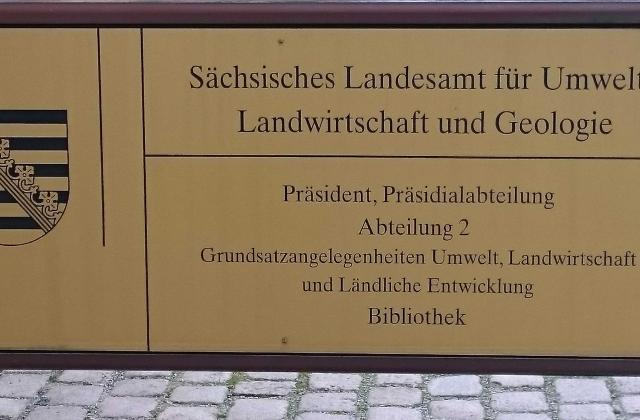 Sächsisches Landesamt für Umwelt
Landwirtschaft und Geologie
Präsident, Präsidialabteilung
Abteilung 2
Grundsatzangelegenheiten Umwelt, Landwirtschaft
und Ländliche Entwicklung
Bibliothek